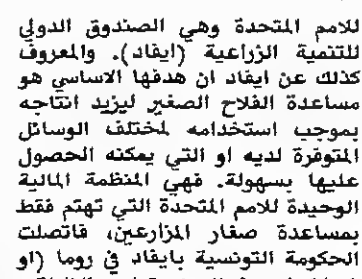 للامم المتحدة وهي الصندوق الدولي
للتنمية الزراعية (ايفاد). والمعروف
كذلك عن ايفاد ان هدفها الاساسي هو
مساعدة الفلاح الصغير ليزيد انتاجه
بموجب استخدامه لمختلف الوسائل
المتوفرة لديه او التي يمكنه الحصول
عليها بسهولة. فهي المنظمة المالية
الوحيدة للامم المتحدة التي تهتم فقط
بمساعدة صغار المزارعين، فاتصلت
الحكومة التونسية بايفاد في روما (او